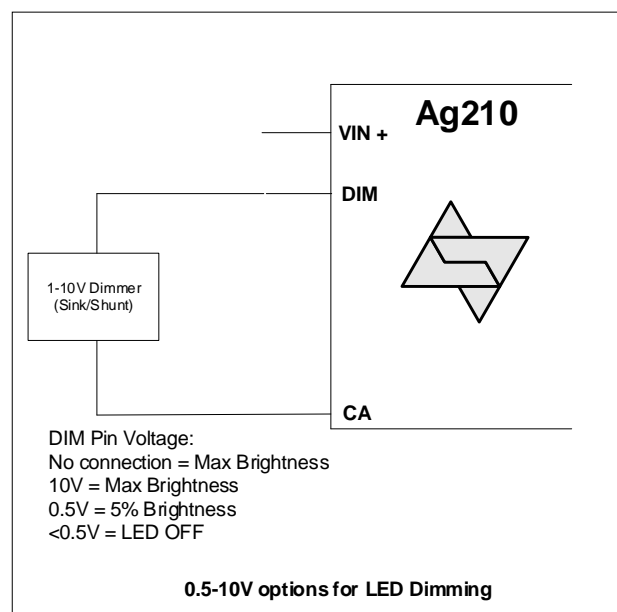 Ag210
VIN +
DIM
1-10V Dimmer
(Sink/Shunt)
CA
DIM Pin Voltage:
No connection = Max Brightness
10V = Max Brightness
0.5V = 5% Brightness
<0.5V = LED OFF
0.5-10V options for LED Dimming